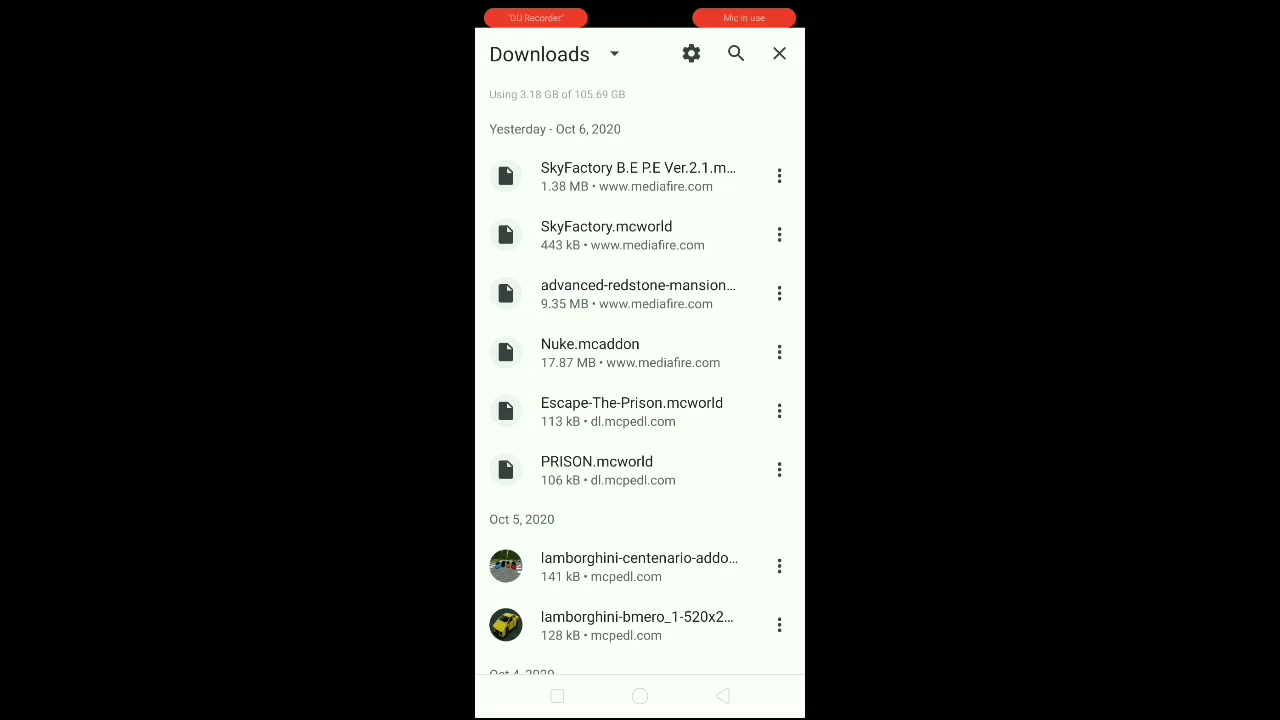 'DU Recorder'
Mic in use
Downloads
Using 3.18 GB of 105.69 GB
Yesterday - Oct 6, 2020
SkyFactory B.E P.E Ver.2.1.m...
1.38 MB • www.mediafire.com
SkyFactory.mcworld
443 kB • www.mediafire.com
advanced-redstone-mansion...
9.35 MB • www.mediafire.com
Nuke.mcaddon
17.87 MB • www.mediafire.com
Escape-The-Prison.mcworld
113 kB • dl.mcpedl.com
PRISON.mcworld
106 kB • dl.mcpedl.com
Oct 5, 2020
lamborghini-centenario-addo...
141 kB • mcpedl.com
lamborghini-bmero_1-520x2...
128 kB • mcpedl.com
Oct 4, 2020